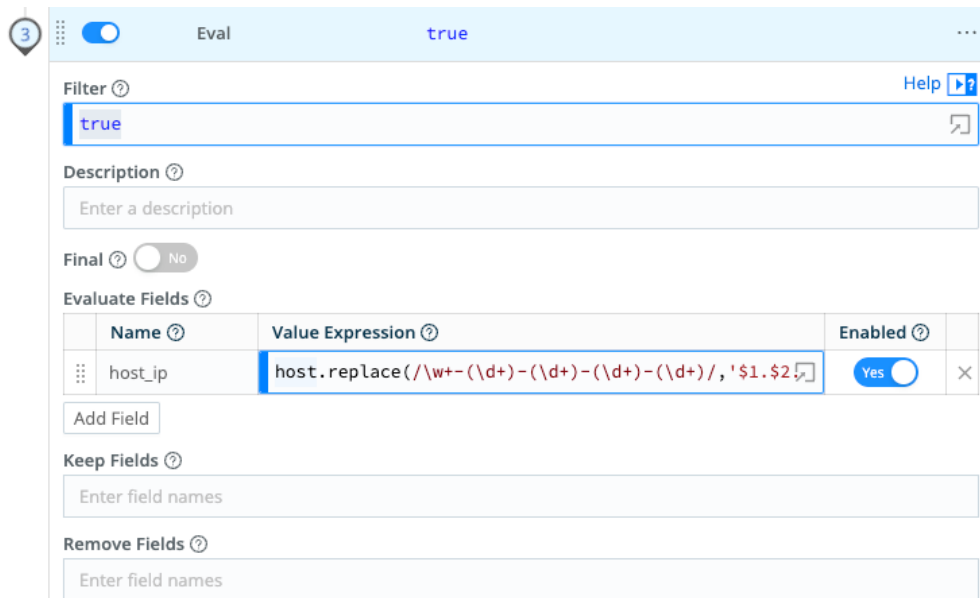 3 Eval true ...
Filter Help
true
Description
Enter a description
Final No
Evaluate Fields
Name Value Expression Enabled
host_ip host.replace(/\w+-(\d+)-(\d+)-(\d+)-(\d+)/,'$1.$2. Yes
Add Field
Keep Fields
Enter field names
Remove Fields
Enter field names